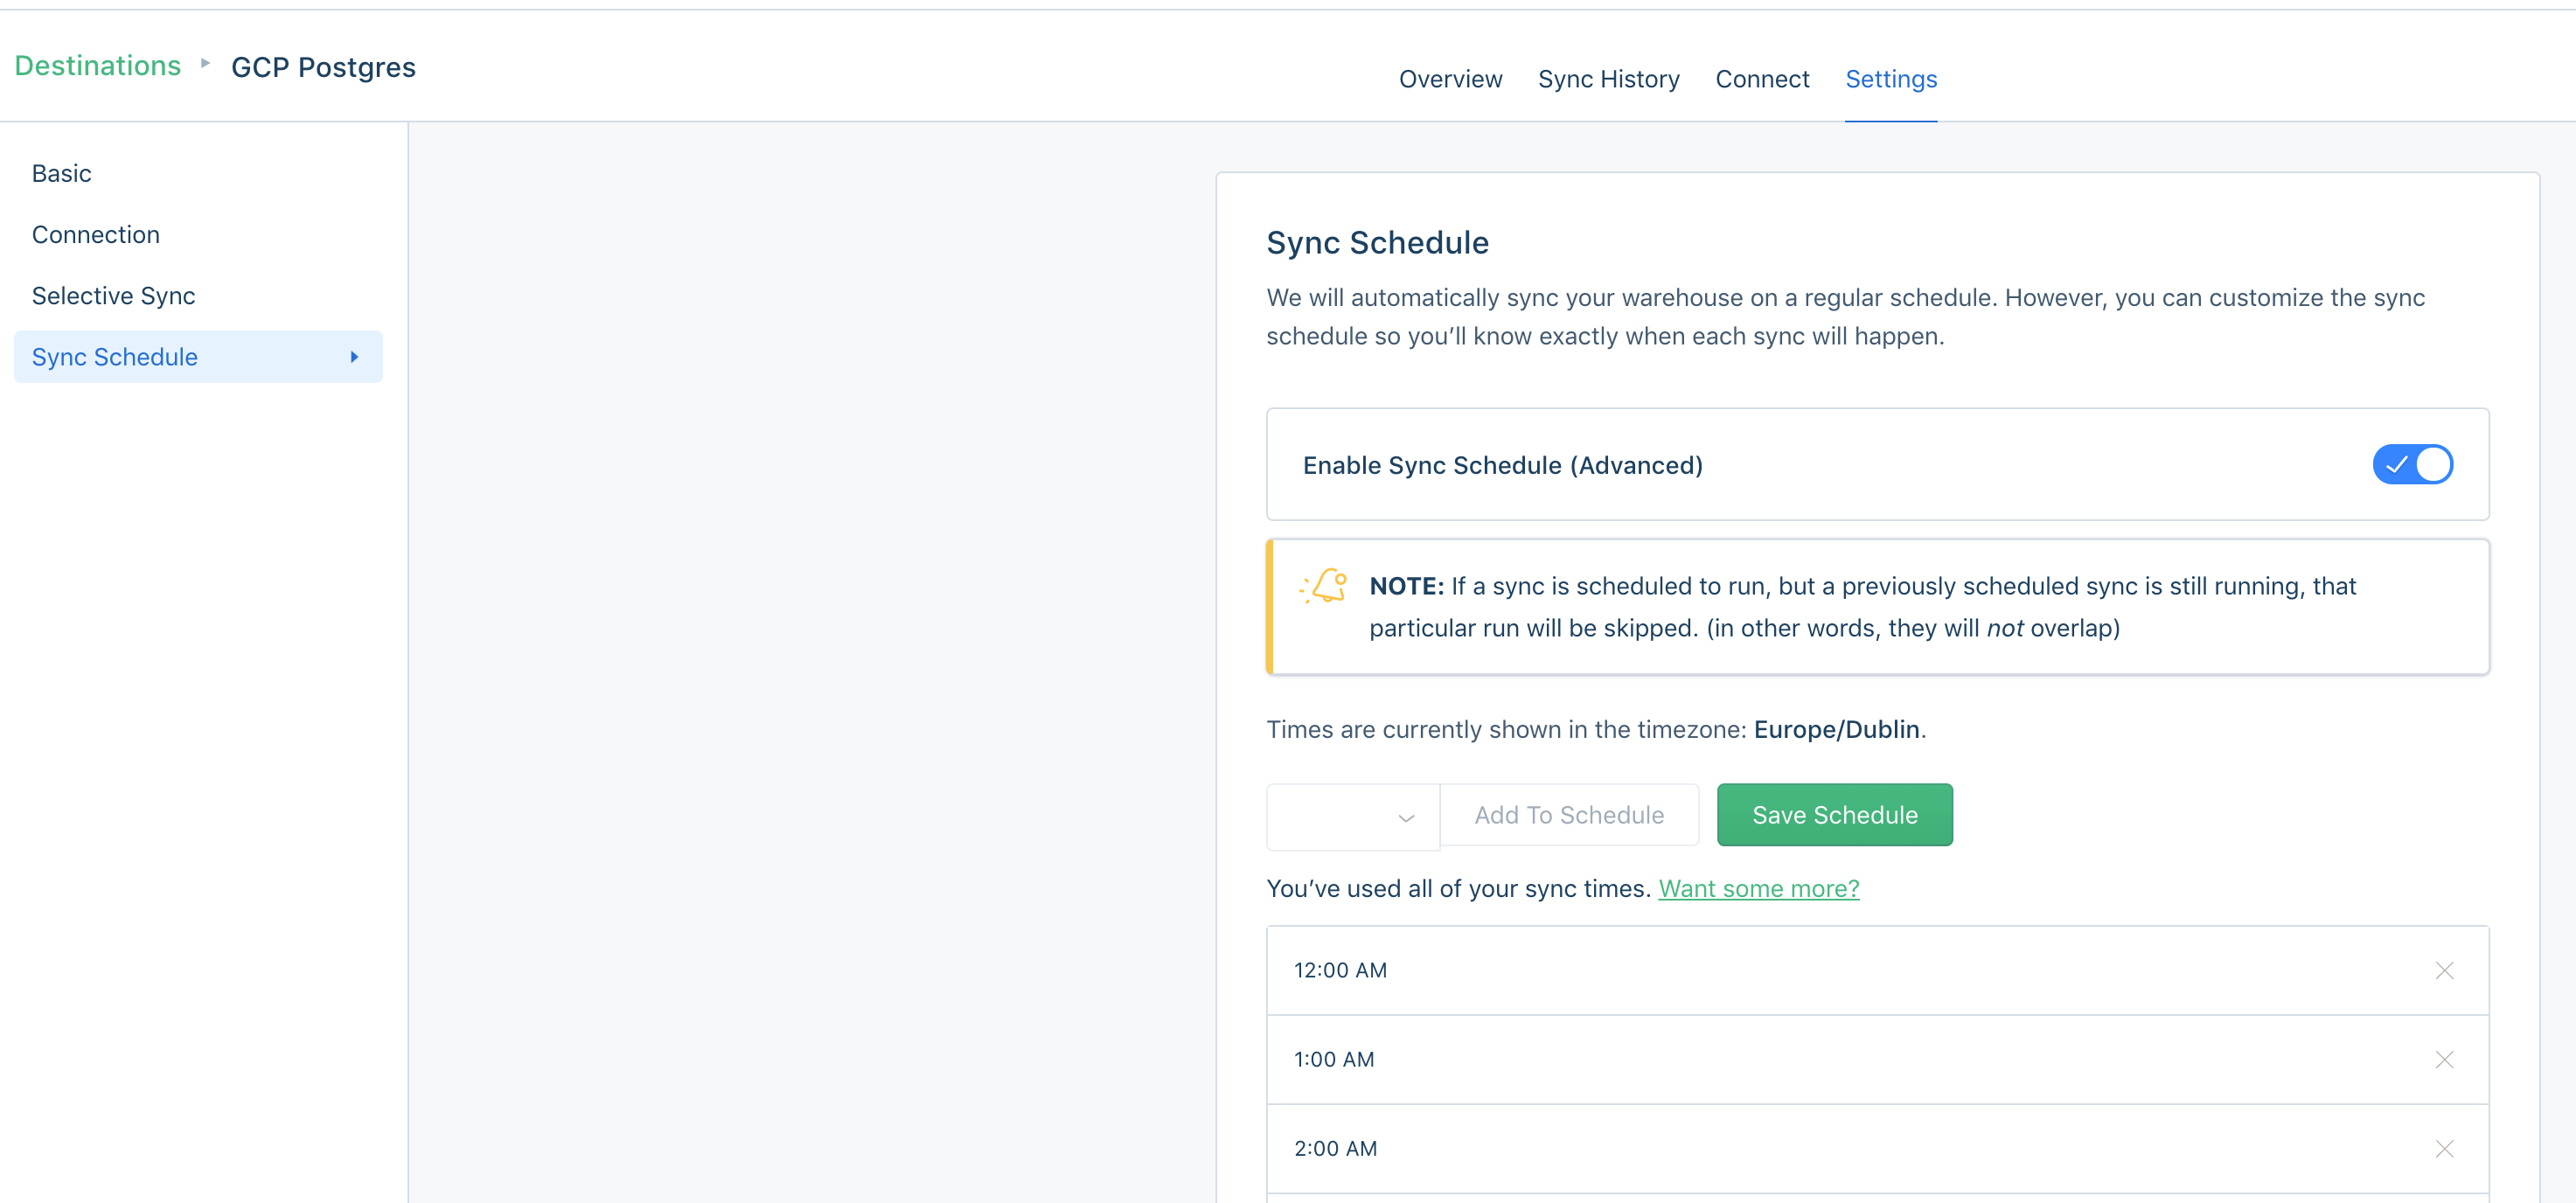 Destinations ▸ GCP Postgres
Overview Sync History Connect Settings
Basic
Connection
Selective Sync
Sync Schedule
Sync Schedule
We will automatically sync your warehouse on a regular schedule. However, you can customize the sync
schedule so you’ll know exactly when each sync will happen.
Enable Sync Schedule (Advanced)
NOTE: If a sync is scheduled to run, but a previously scheduled sync is still running, that
particular run will be skipped. (in other words, they will not overlap)
Times are currently shown in the timezone: Europe/Dublin.
Add To Schedule Save Schedule
You’ve used all of your sync times. Want some more?
12:00 AM
1:00 AM
2:00 AM